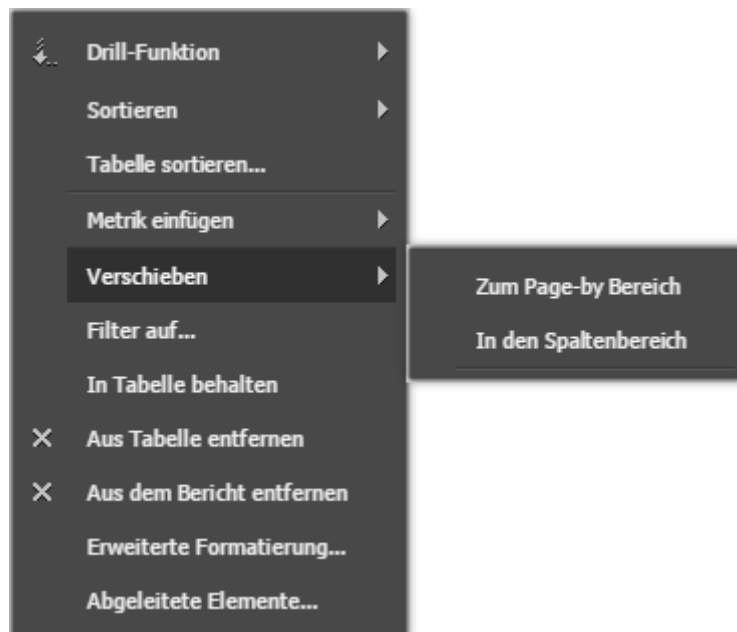 Drill-Funktion
Sortieren
Tabelle sortieren...
Metrik einfügen
Verschieben
Zum Page-by Bereich
In den Spaltenbereich
Filter auf...
In Tabelle behalten
Aus Tabelle entfernen
Aus dem Bericht entfernen
Erweiterte Formatierung...
Abgeleitete Elemente...